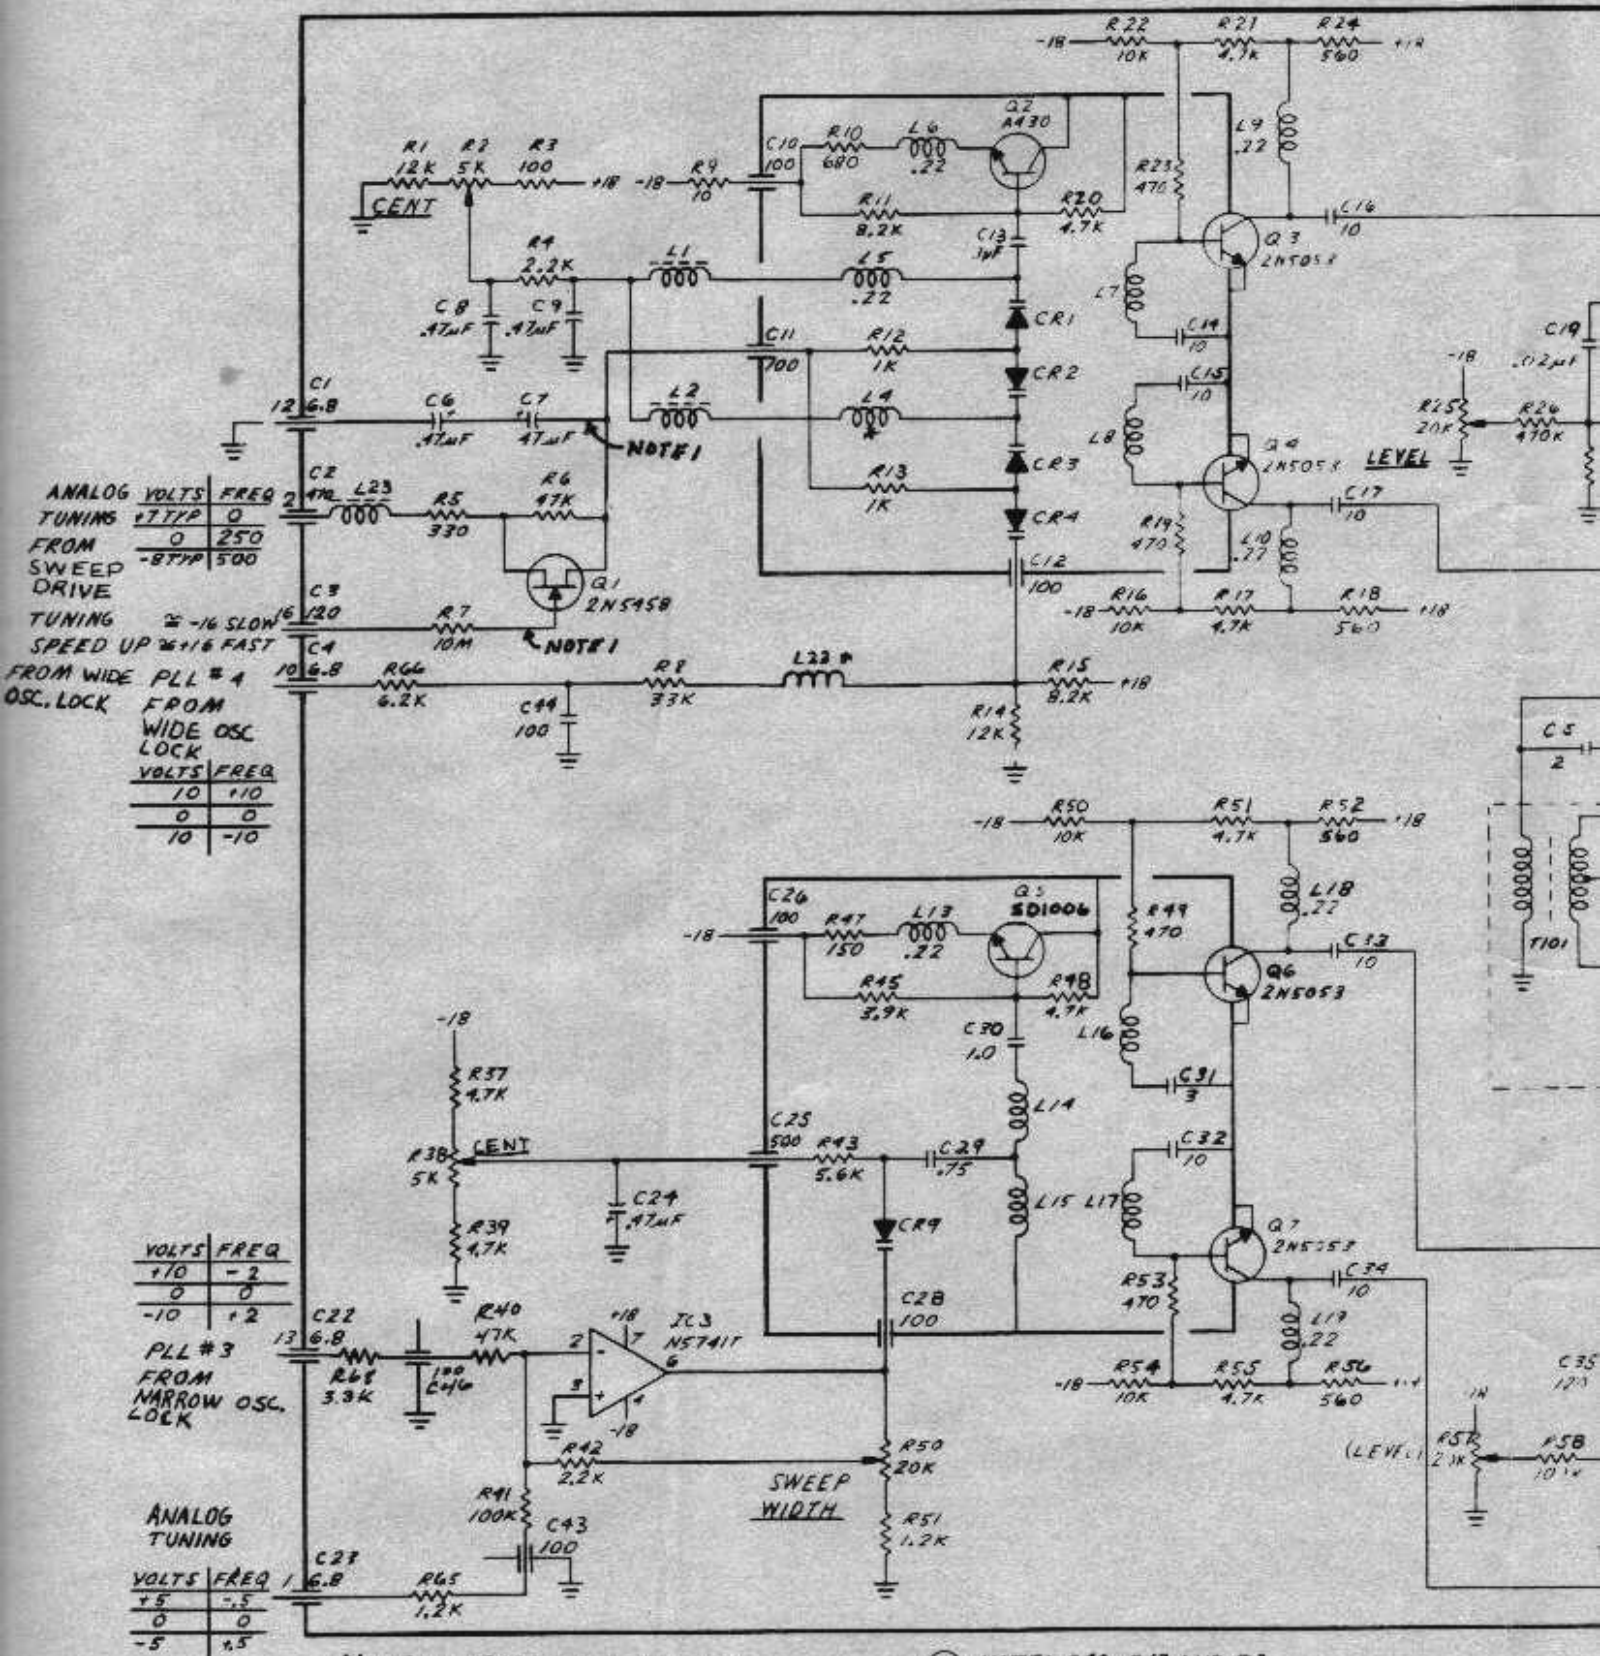 R22 R21 R24
-18 +18
10K 4.7K 560
Q2
A430
L9
.22
C10
100
R10
680
L6
.22
R1 R2 R3
12K 5K 100
+18 -18
R9
10
CENT
R23
470
R11
8.2K
R20
4.7K
C16
10
Q3
C13
R4
2.2K
L1
L5
.22
L7
C8
.47µF
C9
.47µF
CR1
C14
10
C11
R12
1K
CR2
C15
10
C19
-18
C1
12 6.8
C6
.47µF
C7
L2
L4
*
NOTE 1
L8
R25
20K
R26
470K
LEVEL
Q4
CR3
C2
2 470
L23
R5
330
R6
47K
R13
1K
C17
10
CR4
R19
470
L10
ANALOG
TUNING
FROM
SWEEP
DRIVE
VOLTS FREQ
+7 TYP 0
0 250
-8 TYP 500
Q1
2N5458
C12
100
C3
16 120
R7
10M
NOTE 1
TUNING ≅ -16 SLOW
SPEED UP ≅ +16 FAST
-18 R16 R17 R18 +18
10K 4.7K 560
C4
10 6.8
FROM WIDE PLL #4
OSC. LOCK FROM
WIDE OSC
LOCK
R66
6.2K
C44
100
R8
33K
L22 *
R15
8.2K
+18
R14
12K
VOLTS FREQ
10 +10
0 0
10 -10
C5
2
T101
-18 R50 R51 R52 +18
10K 4.7K 560
C26
100
-18
R47
150
L13
.22
Q5
SD1006
R49
470
L18
.22
C33
10
Q6
2N5053
R45
3.9K
R48
4.7K
C30
1.0
L16
C31
3
L14
-18
R37
4.7K
R38
5K
CENT
R39
4.7K
C24
.47µF
C25
500
R43
5.6K
C29
.75
C32
10
L15 L17
CR9
Q7
C34
10
R53
470
L19
.22
C28
100
VOLTS FREQ
+10 -2
0 0
-10 +2
C22
13 6.8
PLL #3
FROM
NARROW OSC.
LOCK
R68
100
C46
R40
47K
+18
7
2
-
3
+
6
4
-18
IC3
N5741T
-18 R54 R55 R56
10K 4.7K 560
C35
R42
2.2K
R50
20K
SWEEP
WIDTH
R51
1.2K
(LEVEL)
R58
R41
100K
C43
100
ANALOG
TUNING
VOLTS FREQ
+5 -.5
0 0
-5 +.5
C23
1 6.8
R65
1.2K